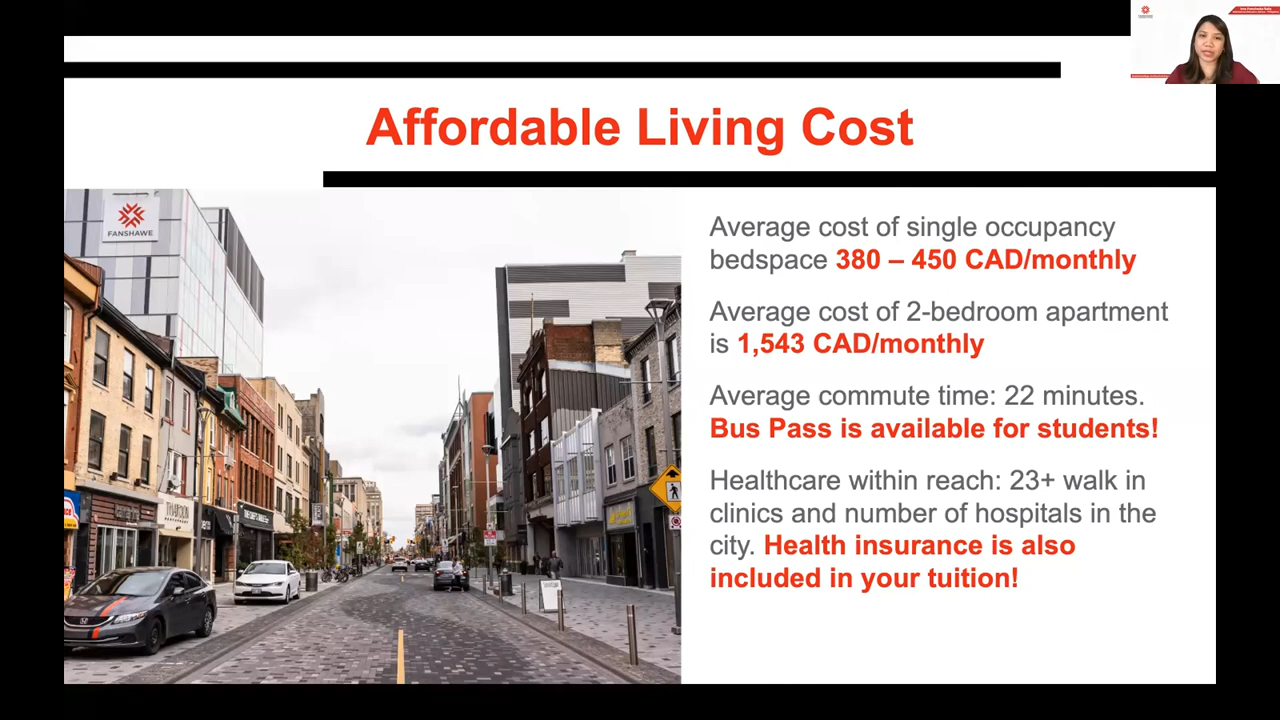 Affordable Living Cost
FANSHAWE
Average cost of single occupancy
bedspace 380 – 450 CAD/monthly
Average cost of 2-bedroom apartment
is 1,543 CAD/monthly
Average commute time: 22 minutes.
Bus Pass is available for students!
Healthcare within reach: 23+ walk in
clinics and number of hospitals in the
city. Health insurance is also
included in your tuition!